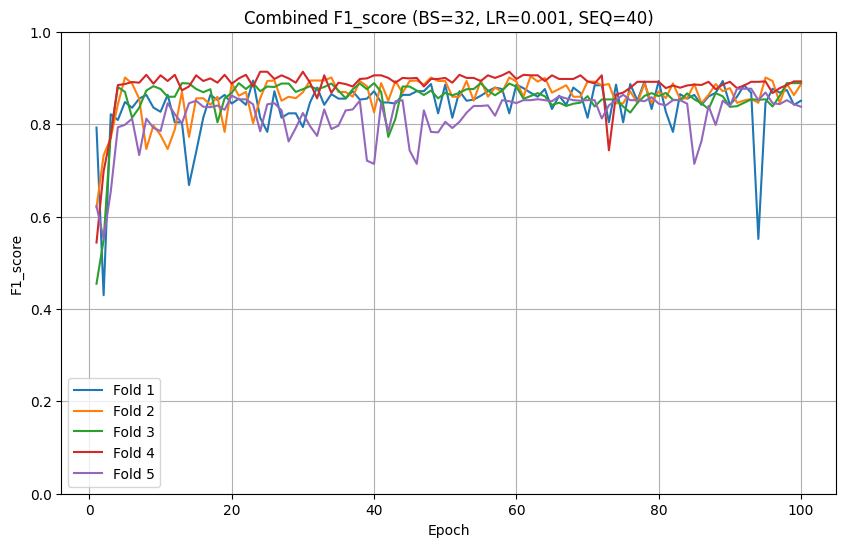 Combined F1_score (BS=32, LR=0.001, SEQ=40)
F1_score
1.0
0.8
0.6
0.4
0.2
0.0
Fold 1
Fold 2
Fold 3
Fold 4
Fold 5
0 20 40 60 80 100
Epoch